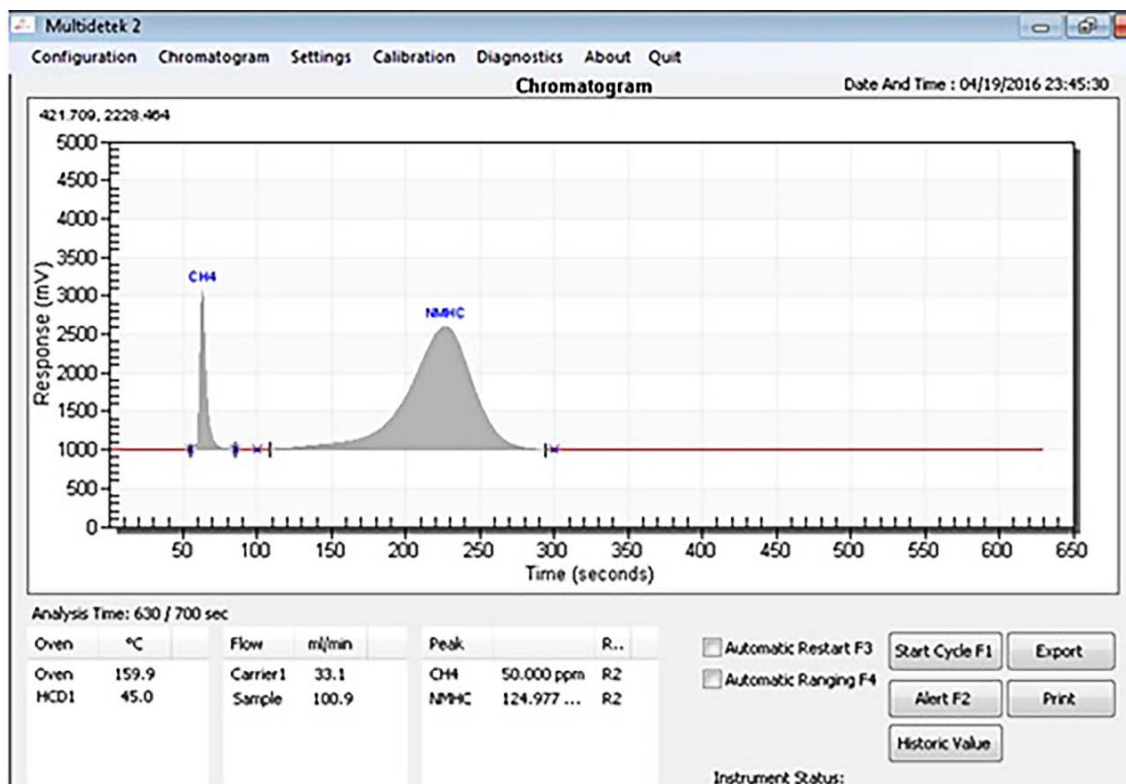 Multidetek 2
Configuration Chromatogram Settings Calibration Diagnostics About Quit
Chromatogram
Date And Time : 04/19/2016 23:45:30
421.709, 2228.464
Response (mV)
5000
4500
4000
3500
3000
2500
2000
1500
1000
500
0
CH4
NMHC
50 100 150 200 250 300 350 400 450 500 550 600 650
Time (seconds)
Analysis Time: 630 / 700 sec
Oven °C
Oven 159.9
HCD1 45.0
Flow ml/min
Carrier1 33.1
Sample 100.9
Peak R..
CH4 50.000 ppm R2
NMHC 124.977 ... R2
Automatic Restart F3
Automatic Ranging F4
Start Cycle F1
Export
Alert F2
Print
Historic Value
Instrument Status: